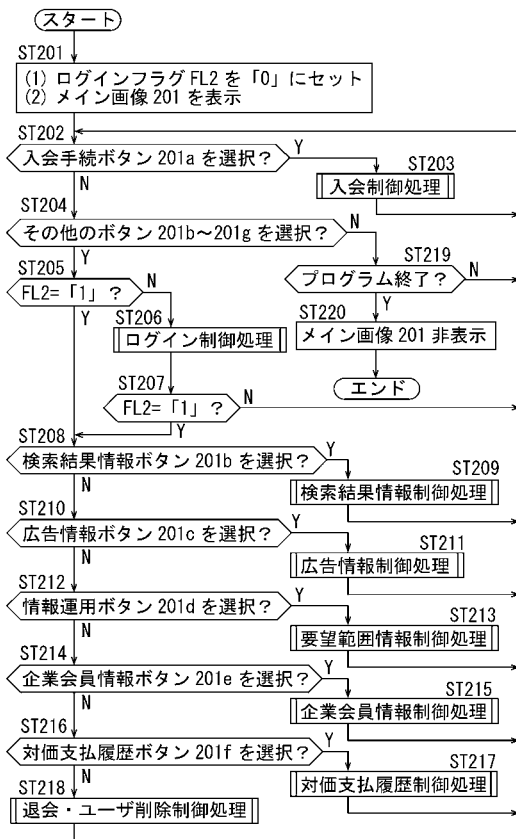 スタート
ST201
(1) ログインフラグFL2を「0」にセット
(2) メイン画像201を表示
ST202
入会手続ボタン201aを選択？
Y
N
ST203
入会制御処理
ST204
その他のボタン201b～201gを選択？
N
Y
ST219
プログラム終了？
N
Y
ST205
FL2=「1」？
N
Y
ST220
メイン画像201非表示
エンド
ST206
ログイン制御処理
ST207
FL2=「1」？
N
Y
ST208
検索結果情報ボタン201bを選択？
Y
N
ST209
検索結果情報制御処理
ST210
広告情報ボタン201cを選択？
Y
N
ST211
広告情報制御処理
ST212
情報運用ボタン201dを選択？
Y
N
ST213
要望範囲情報制御処理
ST214
企業会員情報ボタン201eを選択？
Y
N
ST215
企業会員情報制御処理
ST216
対価支払履歴ボタン201fを選択？
Y
N
ST217
対価支払履歴制御処理
ST218
退会・ユーザ削除制御処理